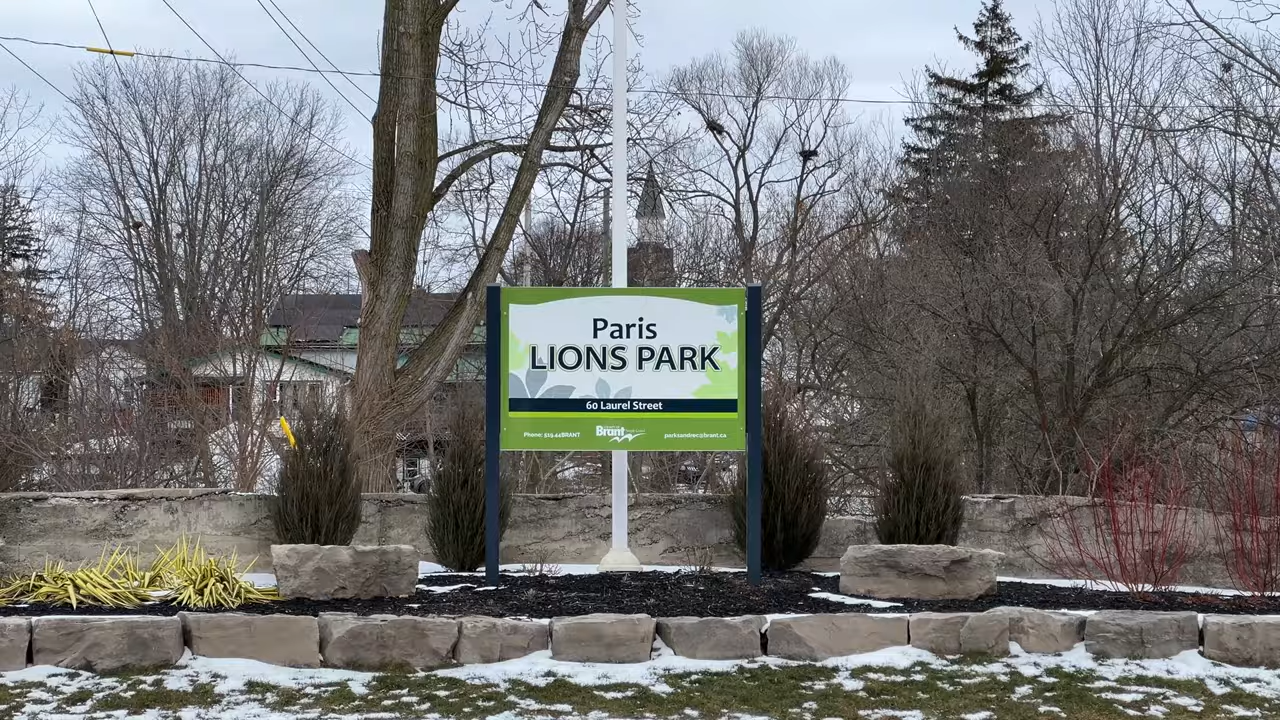 Paris
LIONS PARK
60 Laurel Street
Phone: 519.44BRANT
Brant
parksandrec@brant.ca